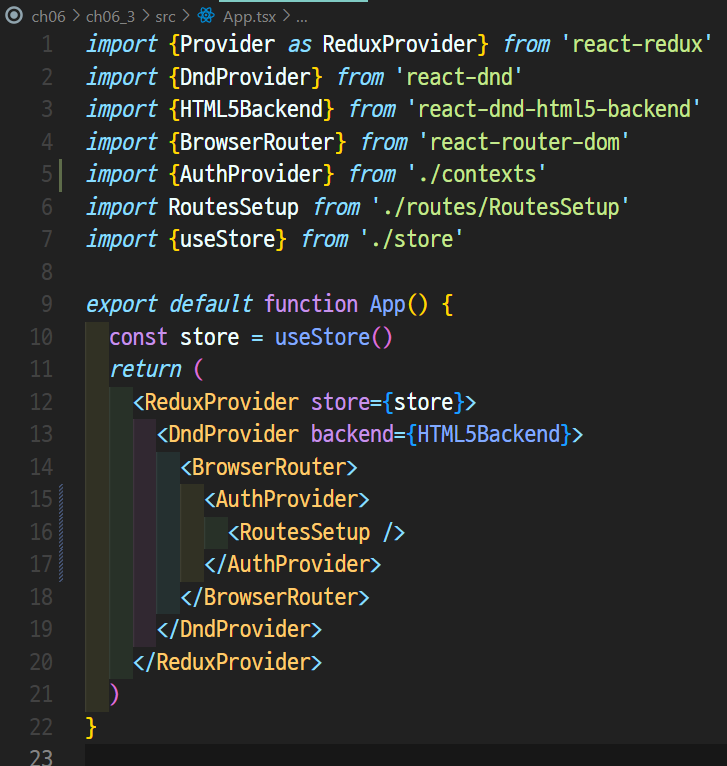 ch06 > ch06_3 > src > App.tsx > ...
1 import {Provider as ReduxProvider} from 'react-redux'
2 import {DndProvider} from 'react-dnd'
3 import {HTML5Backend} from 'react-dnd-html5-backend'
4 import {BrowserRouter} from 'react-router-dom'
5 import {AuthProvider} from './contexts'
6 import RoutesSetup from './routes/RoutesSetup'
7 import {useStore} from './store'
8
9 export default function App() {
10   const store = useStore()
11   return (
12     <ReduxProvider store={store}>
13       <DndProvider backend={HTML5Backend}>
14         <BrowserRouter>
15           <AuthProvider>
16             <RoutesSetup />
17           </AuthProvider>
18         </BrowserRouter>
19       </DndProvider>
20     </ReduxProvider>
21   )
22 }
23